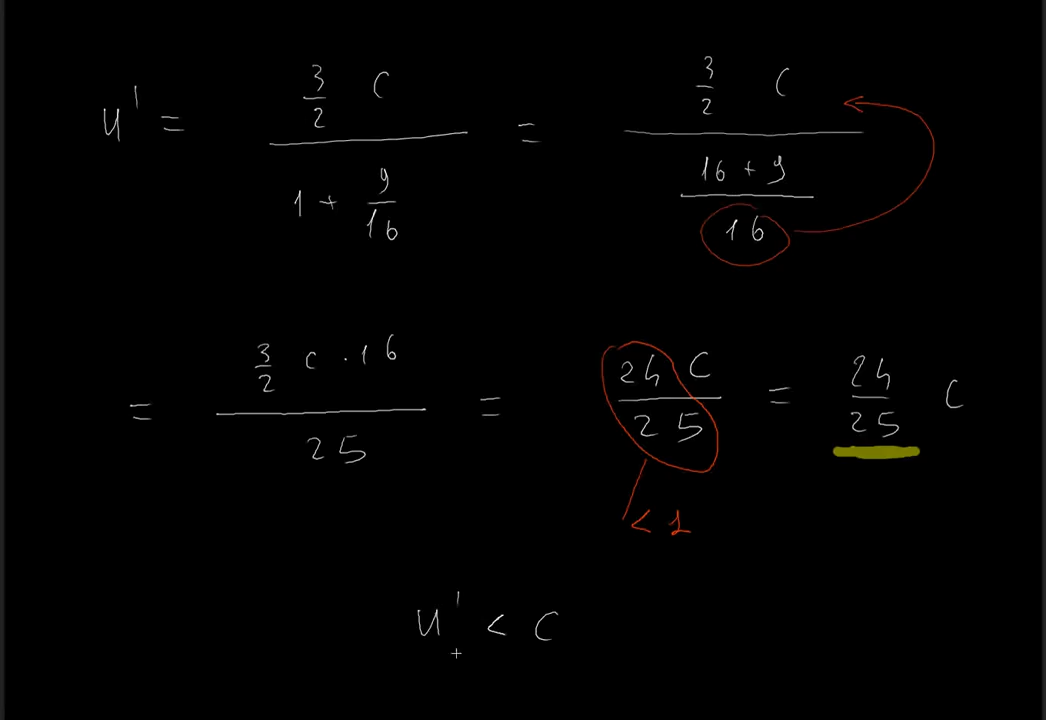 u' = 3/2 c / (1 + 9/16) = 3/2 c / ((16 + 9)/16)
= 3/2 c · 16 / 25 = 24 c / 25 = 24/25 c
< 1
u' < c